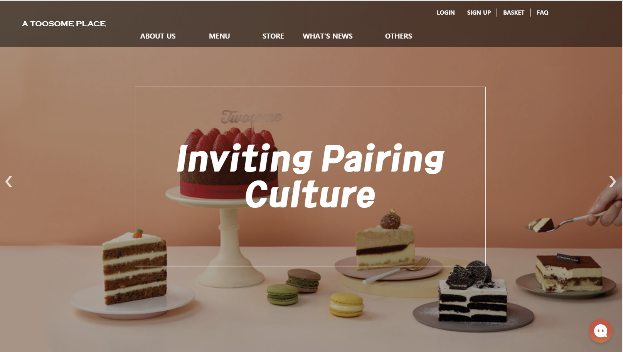 LOGIN SIGN UP BASKET FAQ
A TOOSOME PLACE
ABOUT US MENU STORE WHAT'S NEWS OTHERS
Inviting Pairing
Culture